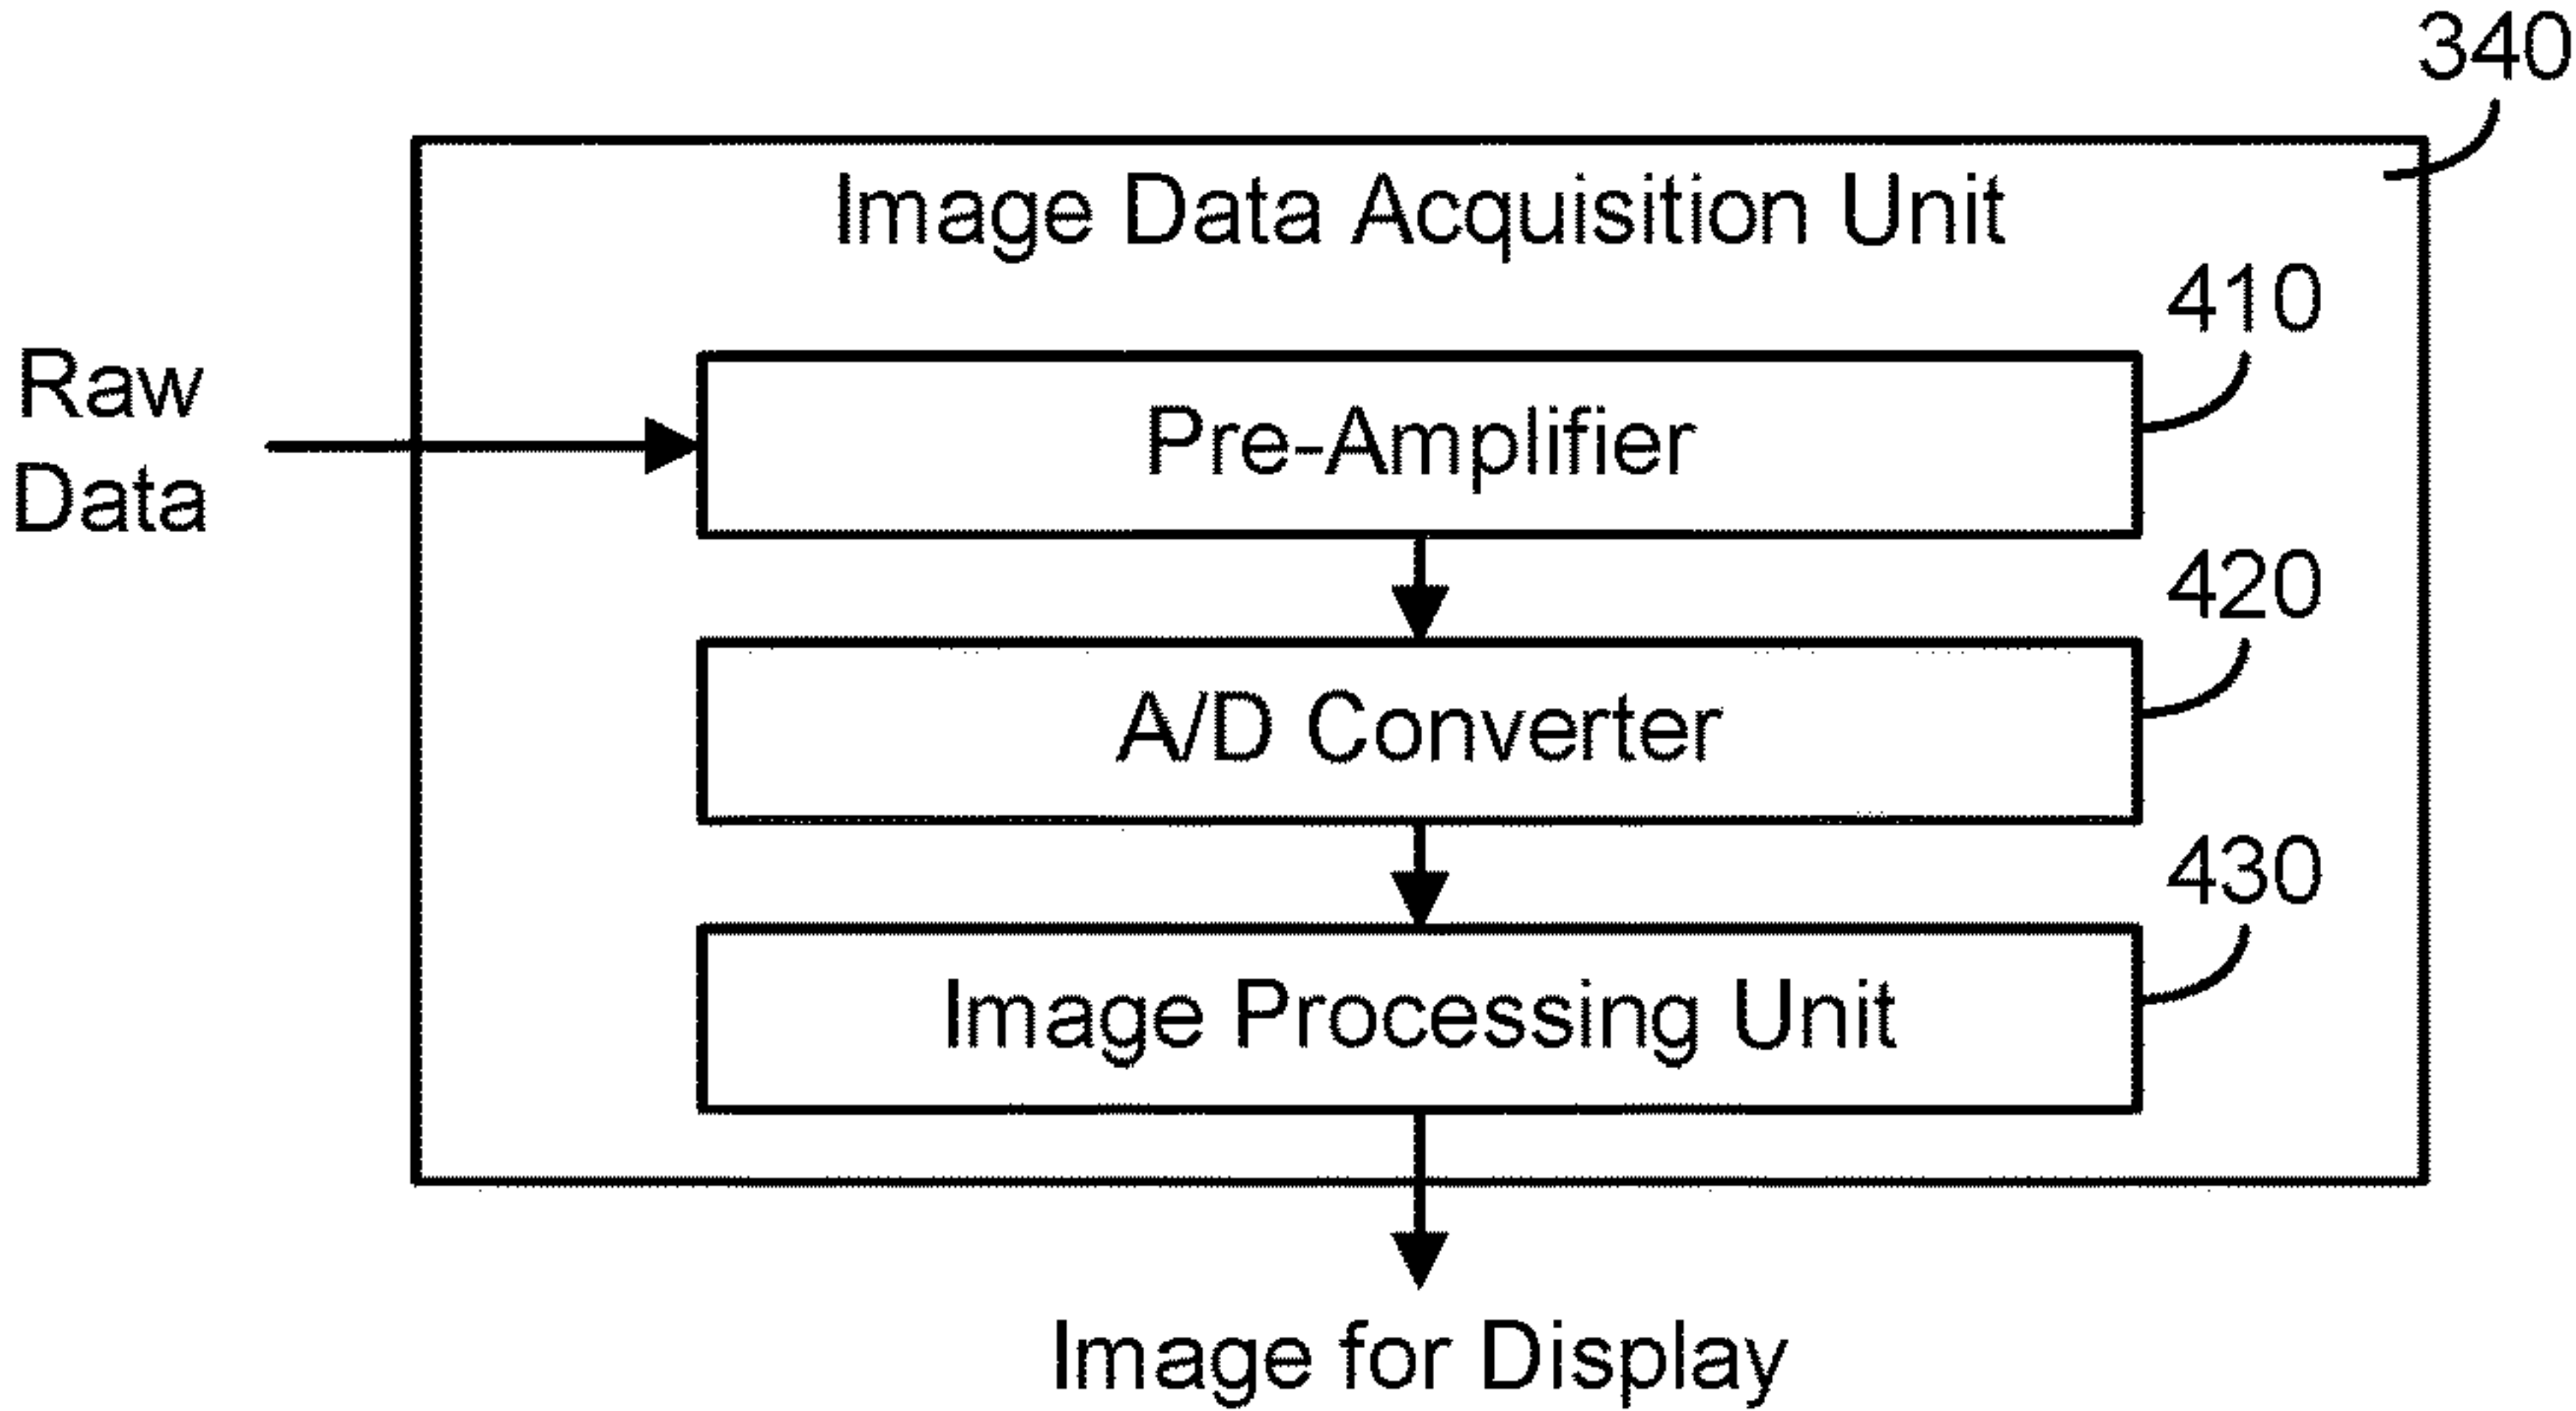 340
Image Data Acquisition Unit
410
Raw
Data
Pre-Amplifier
420
A/D Converter
430
Image Processing Unit
Image for Display